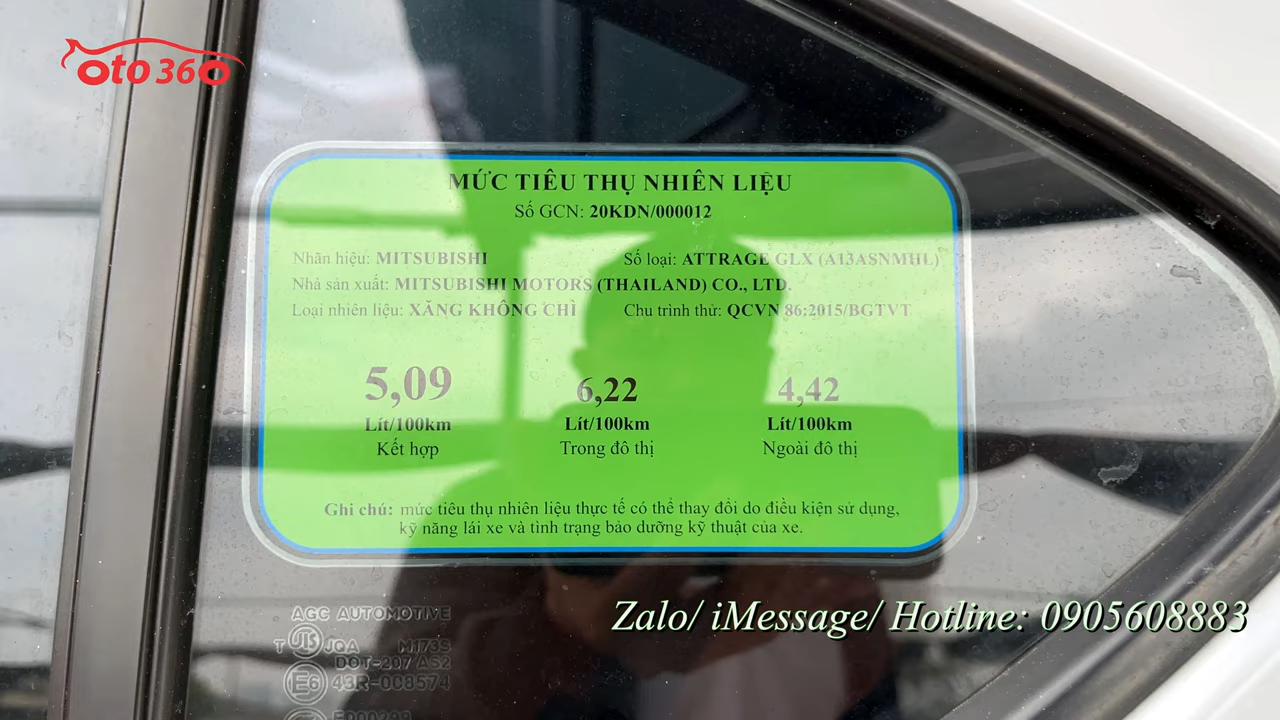 oto360
MỨC TIÊU THỤ NHIÊN LIỆU
Số GCN: 20KDN/000012
Nhãn hiệu: MITSUBISHI Số loại: ATTRAGE GLX (A13ASNMHL)
Nhà sản xuất: MITSUBISHI MOTORS (THAILAND) CO., LTD.
Loại nhiên liệu: XĂNG KHÔNG CHÌ Chu trình thử: QCVN 86:2015/BGTVT
5,09 6,22 4,42
Lít/100km Lít/100km Lít/100km
Kết hợp Trong đô thị Ngoài đô thị
Ghi chú: mức tiêu thụ nhiên liệu thực tế có thể thay đổi do điều kiện sử dụng,
kỹ năng lái xe và tình trạng bảo dưỡng kỹ thuật của xe.
Zalo/ iMessage/ Hotline: 0905608883
AGC AUTOMOTIVE
T JIS JQA M173S
DOT-207 AS2
E6 43R-008574